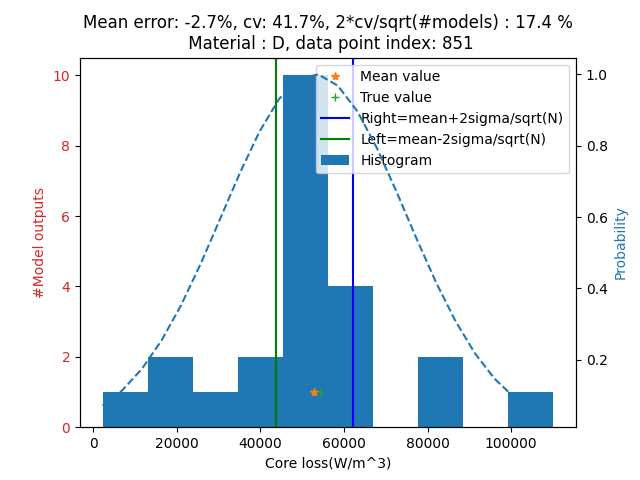 Mean error: -2.7%, cv: 41.7%, 2*cv/sqrt(#models) : 17.4 %
Material : D, data point index: 851
Mean value
True value
Right=mean+2sigma/sqrt(N)
Left=mean-2sigma/sqrt(N)
Histogram
#Model outputs
10
8
6
4
2
0
1.0
0.8
0.6
0.4
0.2
Probability
0
20000
40000
60000
80000
100000
Core loss(W/m^3)